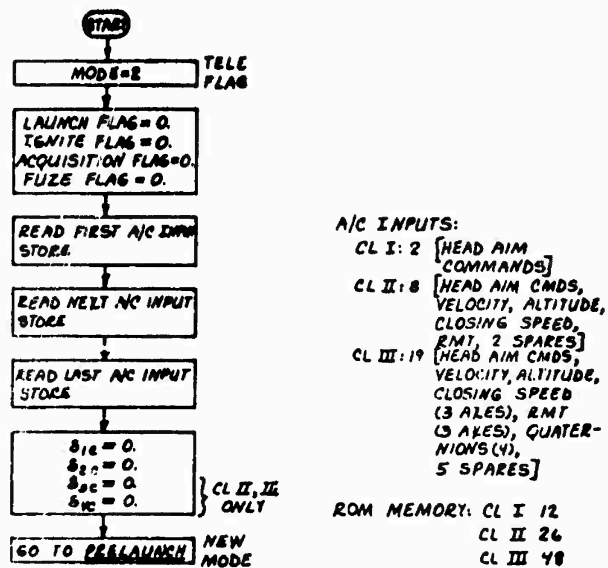 START
MODE=2
TELE
FLAG
LAUNCH FLAG = 0.
IGNITE FLAG = 0.
ACQUISITION FLAG=0.
FUZE FLAG = 0.
READ FIRST A/C INPUT
STORE
READ NEXT A/C INPUT
STORE
READ LAST A/C INPUT
STORE
δ1C = 0.
δ2C = 0.
δ3C = 0.
δ4C = 0.
} CL II, III
ONLY
GO TO PRELAUNCH
NEW
MODE
A/C INPUTS:
CL I: 2 [HEAD AIM
COMMANDS]
CL II: 8 [HEAD AIM CMDS,
VELOCITY, ALTITUDE,
CLOSING SPEED,
RMT, 2 SPARES]
CL III: 19 [HEAD AIM CMDS,
VELOCITY, ALTITUDE,
CLOSING SPEED
(3 AXES), RMT
(3 AXES), QUATER-
NIONS (4),
5 SPARES]
ROM MEMORY: CL I 12
CL II 26
CL III 48